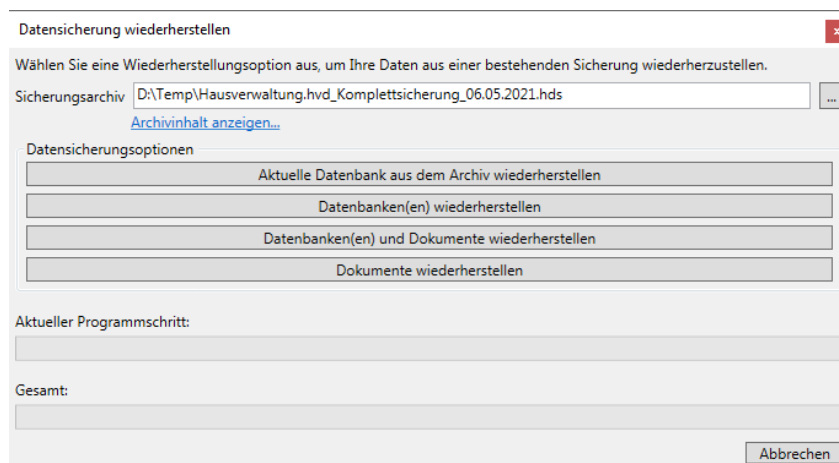 Datensicherung wiederherstellen
Wählen Sie eine Wiederherstellungsoption aus, um Ihre Daten aus einer bestehenden Sicherung wiederherzustellen.
Sicherungsarchiv D:\Temp\Hausverwaltung.hvd_Komplettsicherung_06.05.2021.hds ...
Archivinhalt anzeigen...
Datensicherungsoptionen
Aktuelle Datenbank aus dem Archiv wiederherstellen
Datenbanken(en) wiederherstellen
Datenbanken(en) und Dokumente wiederherstellen
Dokumente wiederherstellen
Aktueller Programmschritt:
Gesamt:
Abbrechen